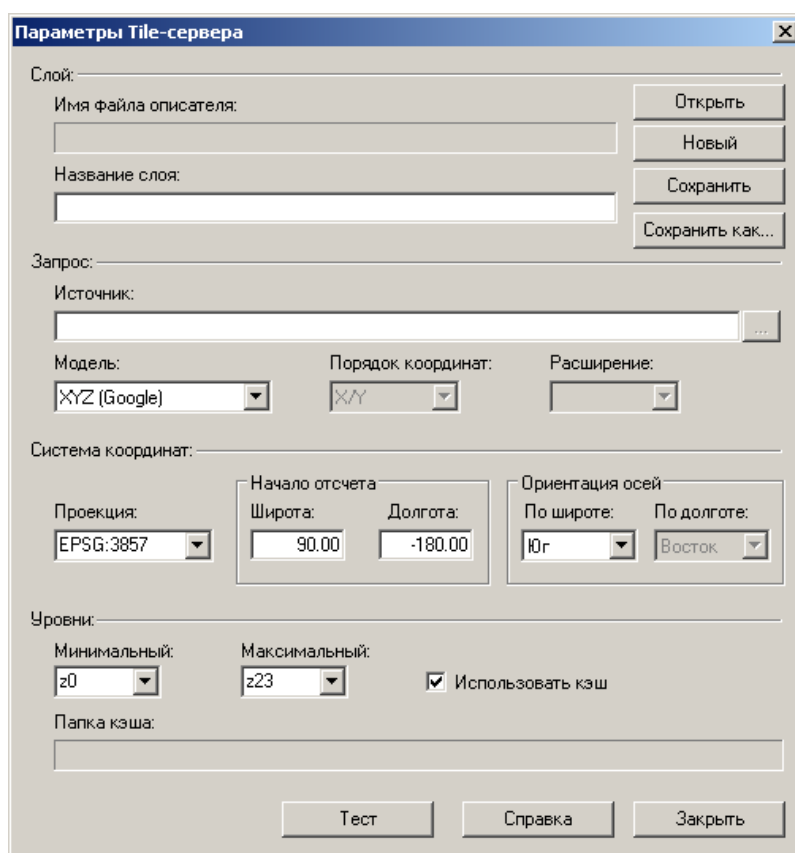 Параметры Tile-сервера
Слой:
Имя файла описателя:
Открыть
Новый
Название слоя:
Сохранить
Сохранить как...
Запрос:
Источник:
...
Модель: Порядок координат: Расширение:
XYZ (Google) X/Y
Система координат:
Начало отсчета Ориентация осей
Проекция: Широта: Долгота: По широте: По долготе:
EPSG:3857 90.00 -180.00 Юг Восток
Уровни:
Минимальный: Максимальный:
z0 z23 Использовать кэш
Папка кэша:
Тест Справка Закрыть